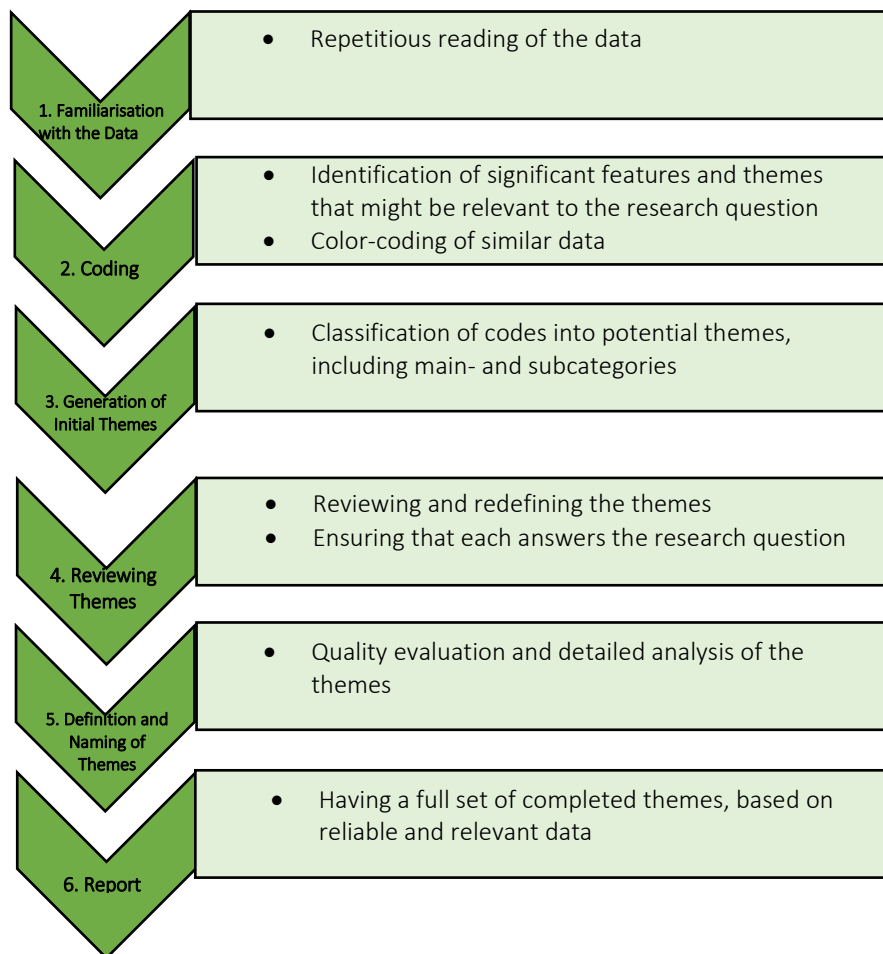 • Repetitious reading of the data
1. Familiarisation
with the Data
• Identification of significant features and themes
that might be relevant to the research question
• Color-coding of similar data
2. Coding
• Classification of codes into potential themes,
including main- and subcategories
3. Generation of
Initial Themes
• Reviewing and redefining the themes
• Ensuring that each answers the research question
4. Reviewing
Themes
• Quality evaluation and detailed analysis of the
themes
5. Definition and
Naming of
Themes
• Having a full set of completed themes, based on
reliable and relevant data
6. Report